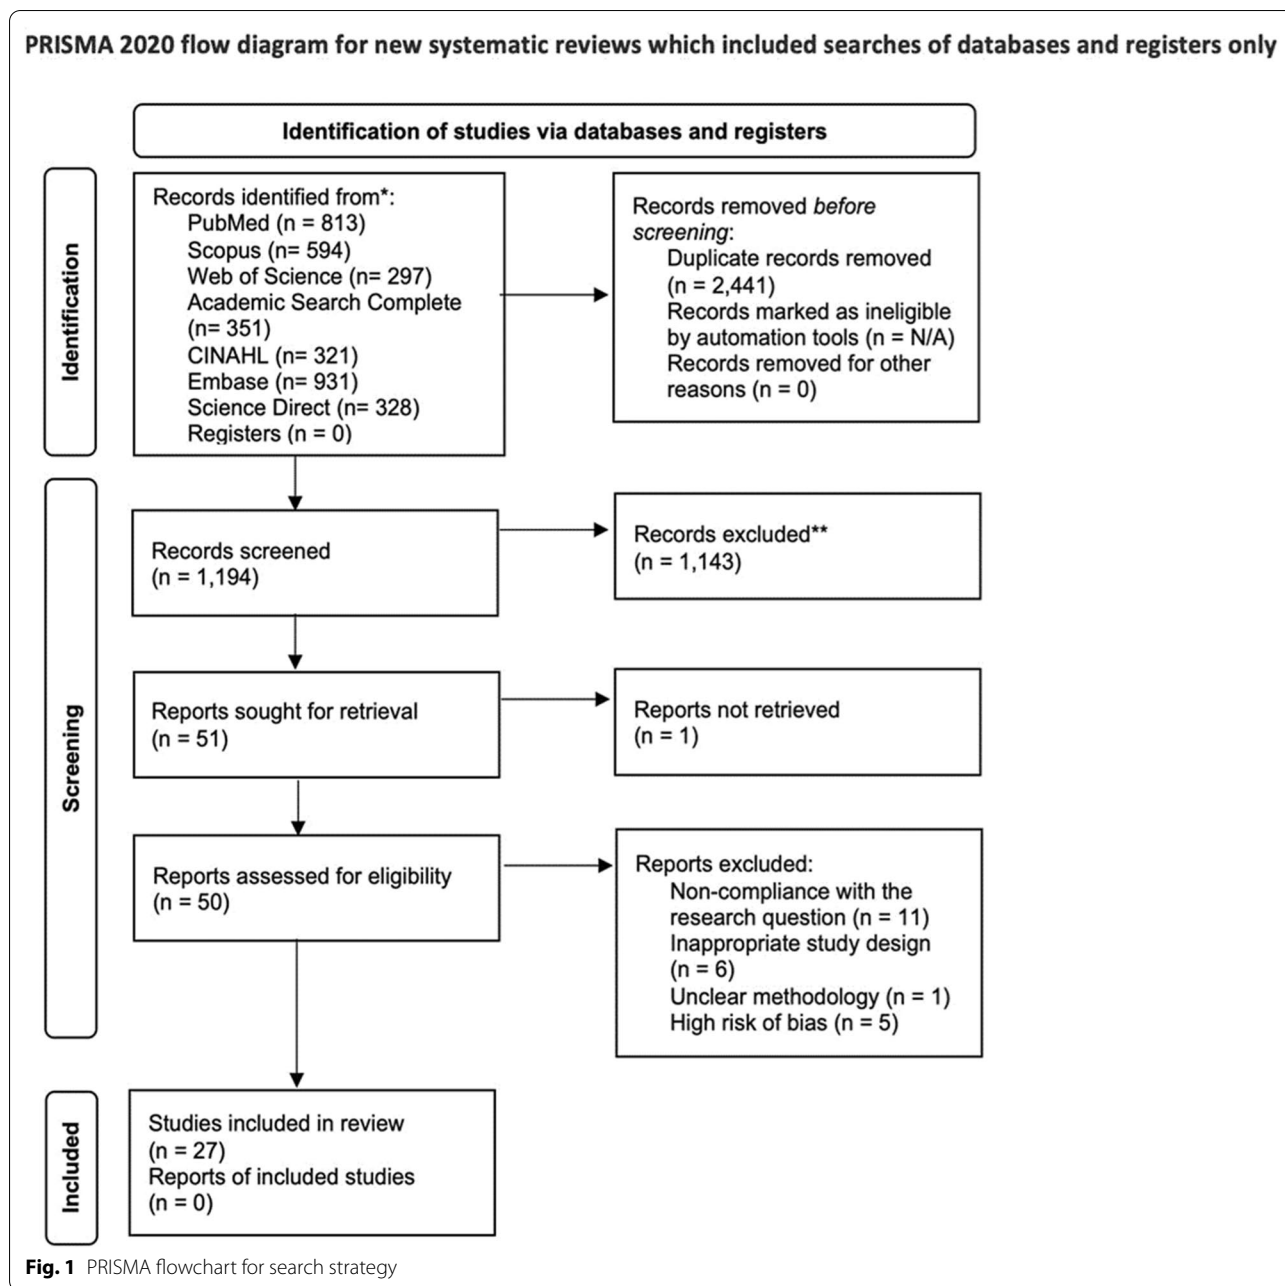 PRISMA 2020 flow diagram for new systematic reviews which included searches of databases and registers only
Identification of studies via databases and registers
Identification
Records identified from*:
PubMed (n = 813)
Scopus (n= 594)
Web of Science (n= 297)
Academic Search Complete
(n= 351)
CINAHL (n= 321)
Embase (n= 931)
Science Direct (n= 328)
Registers (n = 0)
Records removed before
screening:
Duplicate records removed
(n = 2,441)
Records marked as ineligible
by automation tools (n = N/A)
Records removed for other
reasons (n = 0)
Screening
Records screened
(n = 1,194)
Records excluded**
(n = 1,143)
Reports sought for retrieval
(n = 51)
Reports not retrieved
(n = 1)
Reports assessed for eligibility
(n = 50)
Reports excluded:
Non-compliance with the
research question (n = 11)
Inappropriate study design
(n = 6)
Unclear methodology (n = 1)
High risk of bias (n = 5)
Included
Studies included in review
(n = 27)
Reports of included studies
(n = 0)
Fig. 1 PRISMA flowchart for search strategy